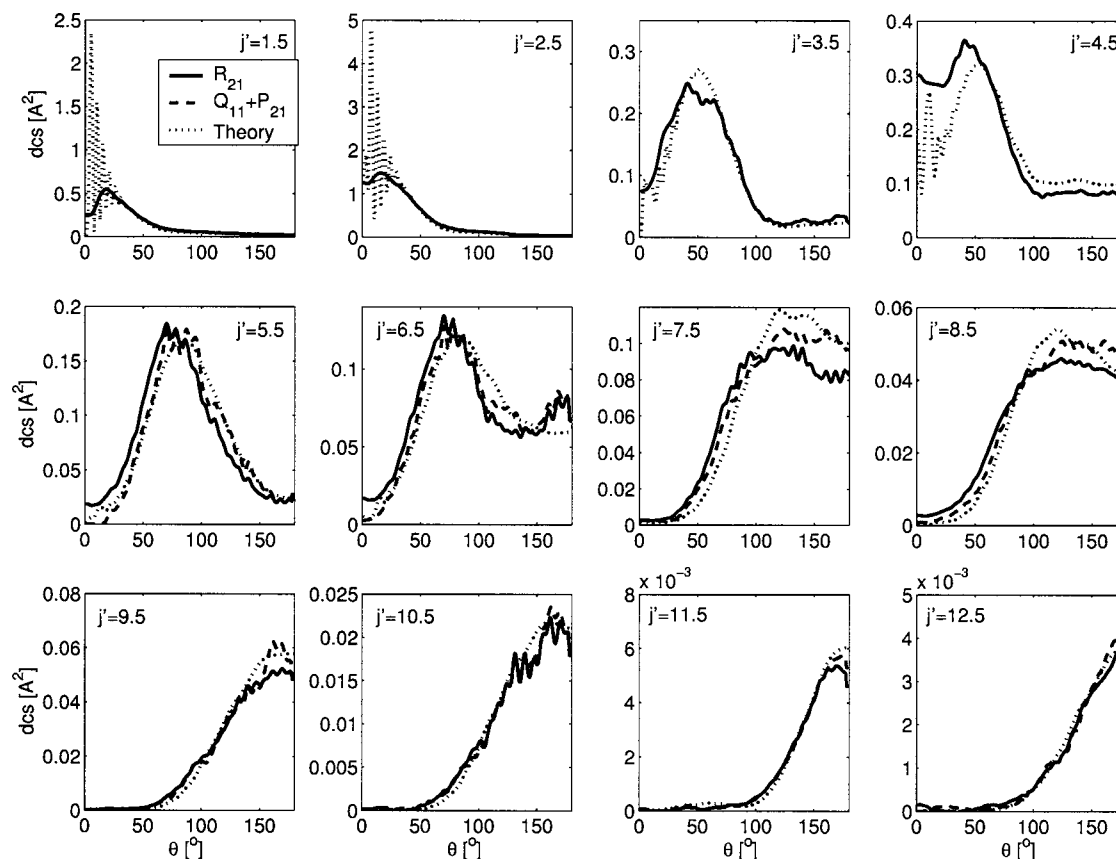 2.5
2
1.5
1
0.5
0
dcs [A²]
j'=1.5
R₂₁
Q₁₁+P₂₁
Theory
0 50 100 150
5
4
3
2
1
0
j'=2.5
0 50 100 150
0.3
0.2
0.1
0
j'=3.5
0 50 100 150
0.4
0.3
0.2
0.1
0
j'=4.5
0 50 100 150
0.2
0.15
0.1
0.05
0
dcs [A²]
j'=5.5
0 50 100 150
0.1
0.05
0
j'=6.5
0 50 100 150
0.1
0.08
0.06
0.04
0.02
0
j'=7.5
0 50 100 150
0.06
0.04
0.02
0
j'=8.5
0 50 100 150
0.08
0.06
0.04
0.02
0
dcs [A²]
j'=9.5
0 50 100 150
θ [º]
0.025
0.02
0.015
0.01
0.005
0
j'=10.5
0 50 100 150
θ [º]
x 10⁻³
8
6
4
2
0
j'=11.5
0 50 100 150
θ [º]
x 10⁻³
5
4
3
2
1
0
j'=12.5
0 50 100 150
θ [º]